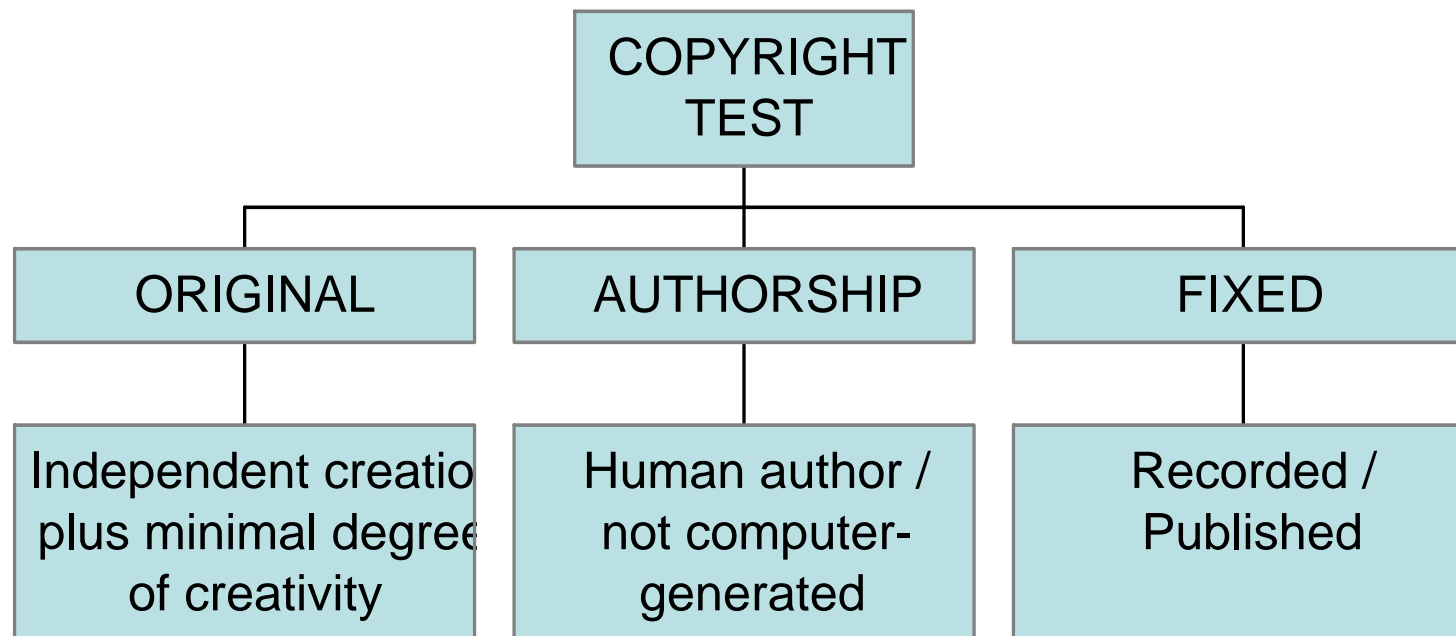 COPYRIGHT
TEST
ORIGINAL
AUTHORSHIP
FIXED
Independent creatio
plus minimal degree
of creativity
Human author /
not computer-
generated
Recorded /
Published